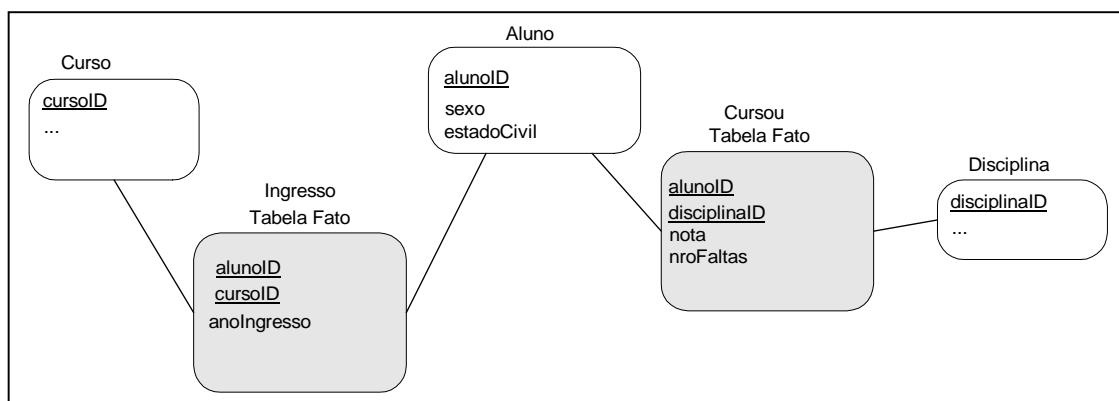 Curso
cursoID
...
Ingresso
Tabela Fato
alunoID
cursoID
anoIngresso
Aluno
alunoID
sexo
estadoCivil
Cursou
Tabela Fato
alunoID
disciplinaID
nota
nroFaltas
Disciplina
disciplinaID
...